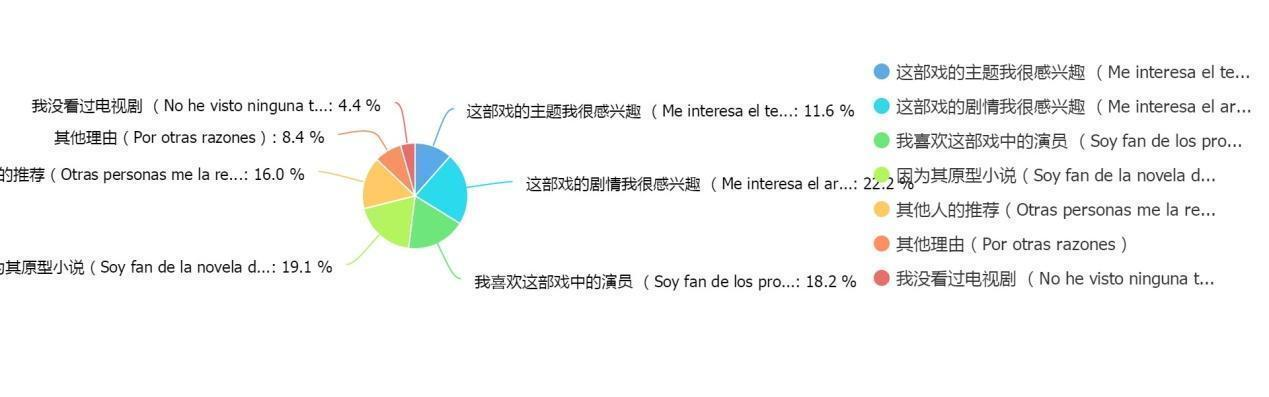 我没看过电视剧 （ No he visto ninguna t...: 4.4 %
其他理由（ Por otras razones ）: 8.4 %
的推荐（ Otras personas me la re...: 16.0 %
其原型小说（ Soy fan de la novela d...: 19.1 %
这部戏的主题我很感兴趣 （ Me interesa el te...: 11.6 %
这部戏的剧情我很感兴趣 （ Me interesa el ar...: 22.2 %
我喜欢这部戏中的演员 （ Soy fan de los pro...: 18.2 %
这部戏的主题我很感兴趣 （ Me interesa el te...
这部戏的剧情我很感兴趣 （ Me interesa el ar...
我喜欢这部戏中的演员 （ Soy fan de los pro...
因为其原型小说（ Soy fan de la novela d...
其他人的推荐（ Otras personas me la re...
其他理由（ Por otras razones ）
我没看过电视剧 （ No he visto ninguna t...